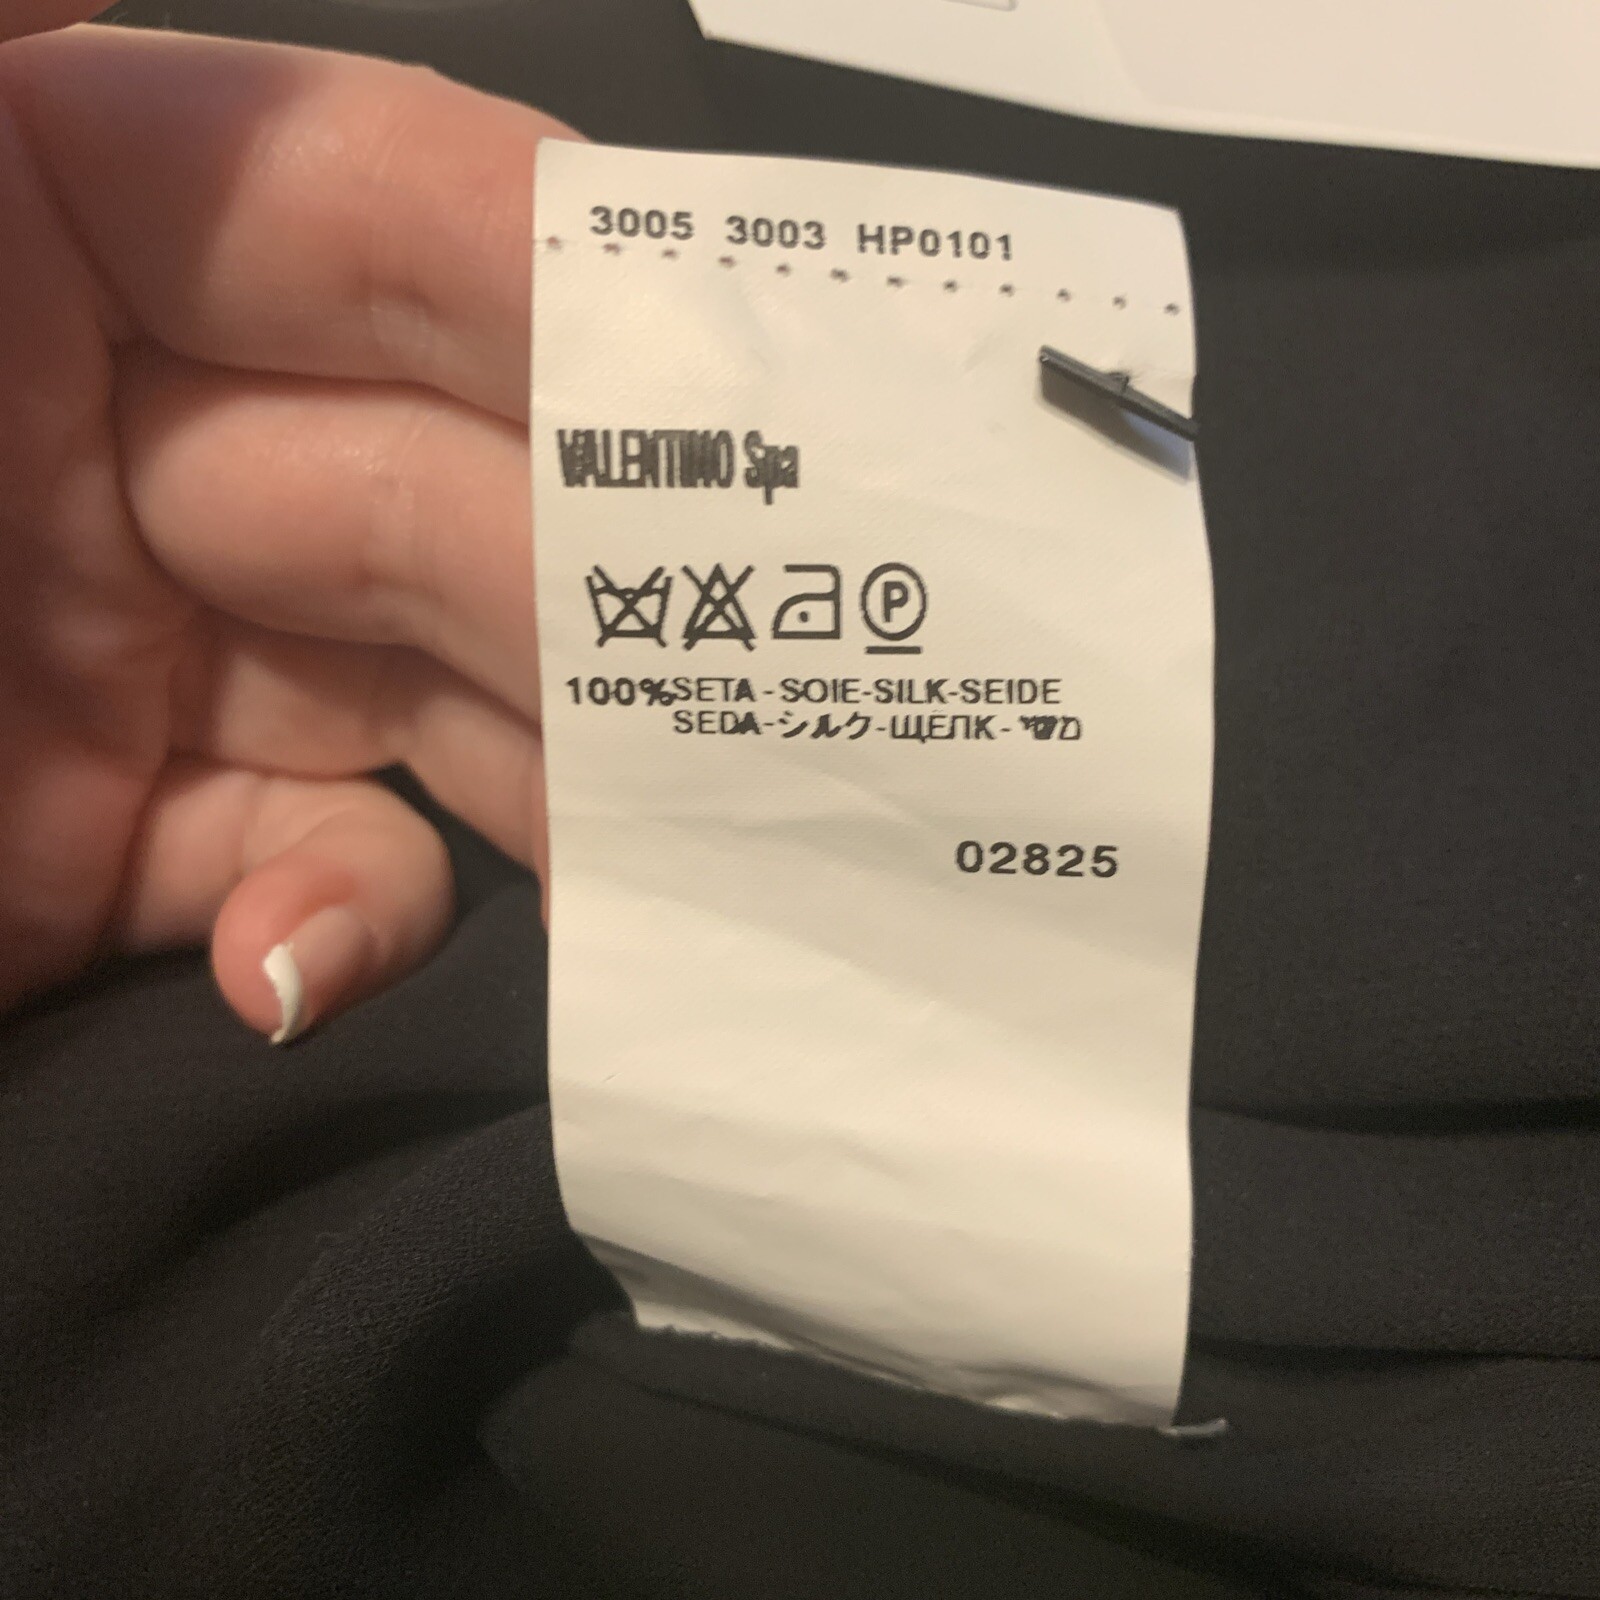 3005 3003 HP0101
VALENTINO Spa
P
100%SETA-SOIE-SILK-SEIDE
SEDA-シルク-ЩЁЛК-
02825